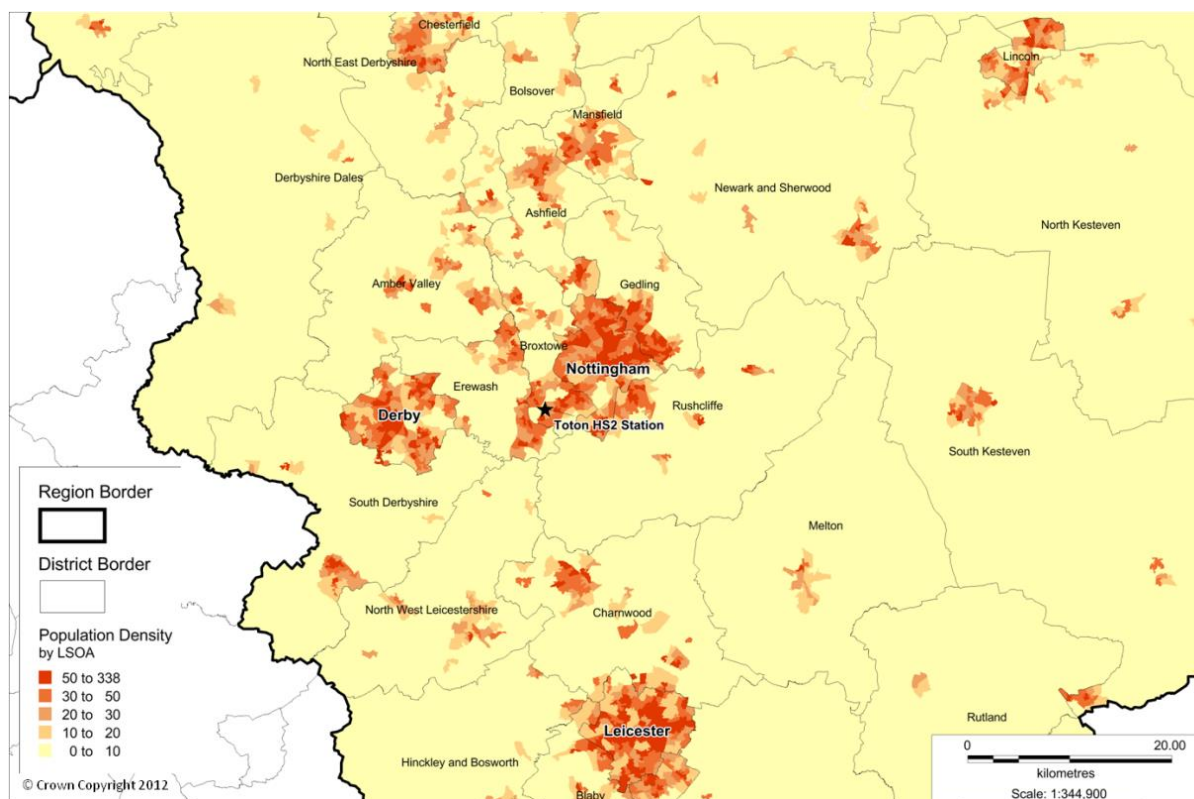 Chesterfield
North East Derbyshire
Lincoln
Bolsover
Mansfield
Derbyshire Dales
Newark and Sherwood
Ashfield
North Kesteven
Amber Valley
Gedling
Broxtowe
Nottingham
Erewash
Derby
Rushcliffe
Toton HS2 Station
South Kesteven
South Derbyshire
Melton
North West Leicestershire
Charnwood
Rutland
Leicester
Hinckley and Bosworth
Blaby
Region Border
District Border
Population Density
by LSOA
50 to 338
30 to 50
20 to 30
10 to 20
0 to 10
© Crown Copyright 2012
0 20.00
kilometres
Scale: 1:344,900